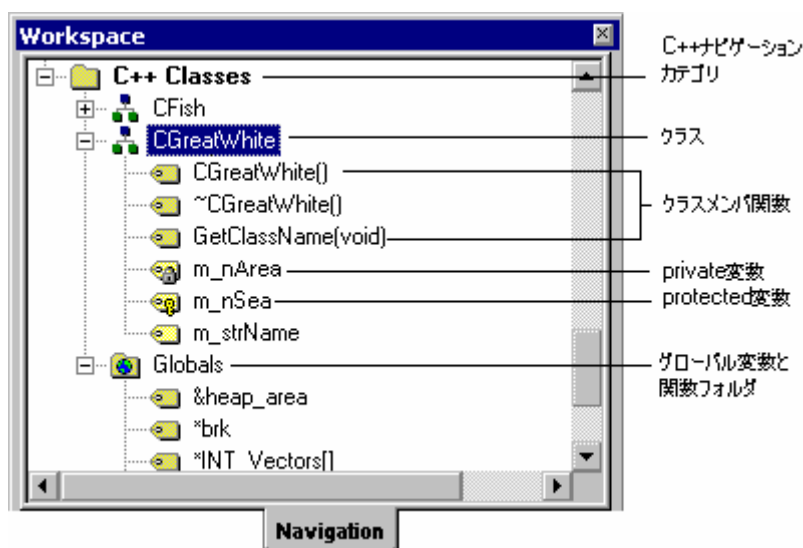 Workspace
C++ Classes
CFish
CGreatWhite
CGreatWhite()
~CGreatWhite()
GetClassName(void)
m_nArea
m_nSea
m_strName
Globals
&heap_area
*brk
*INT_Vectors[]
Navigation
C++ナビゲーション
カテゴリ
クラス
クラスメンバ関数
private変数
protected変数
グローバル変数と
関数フォルダ